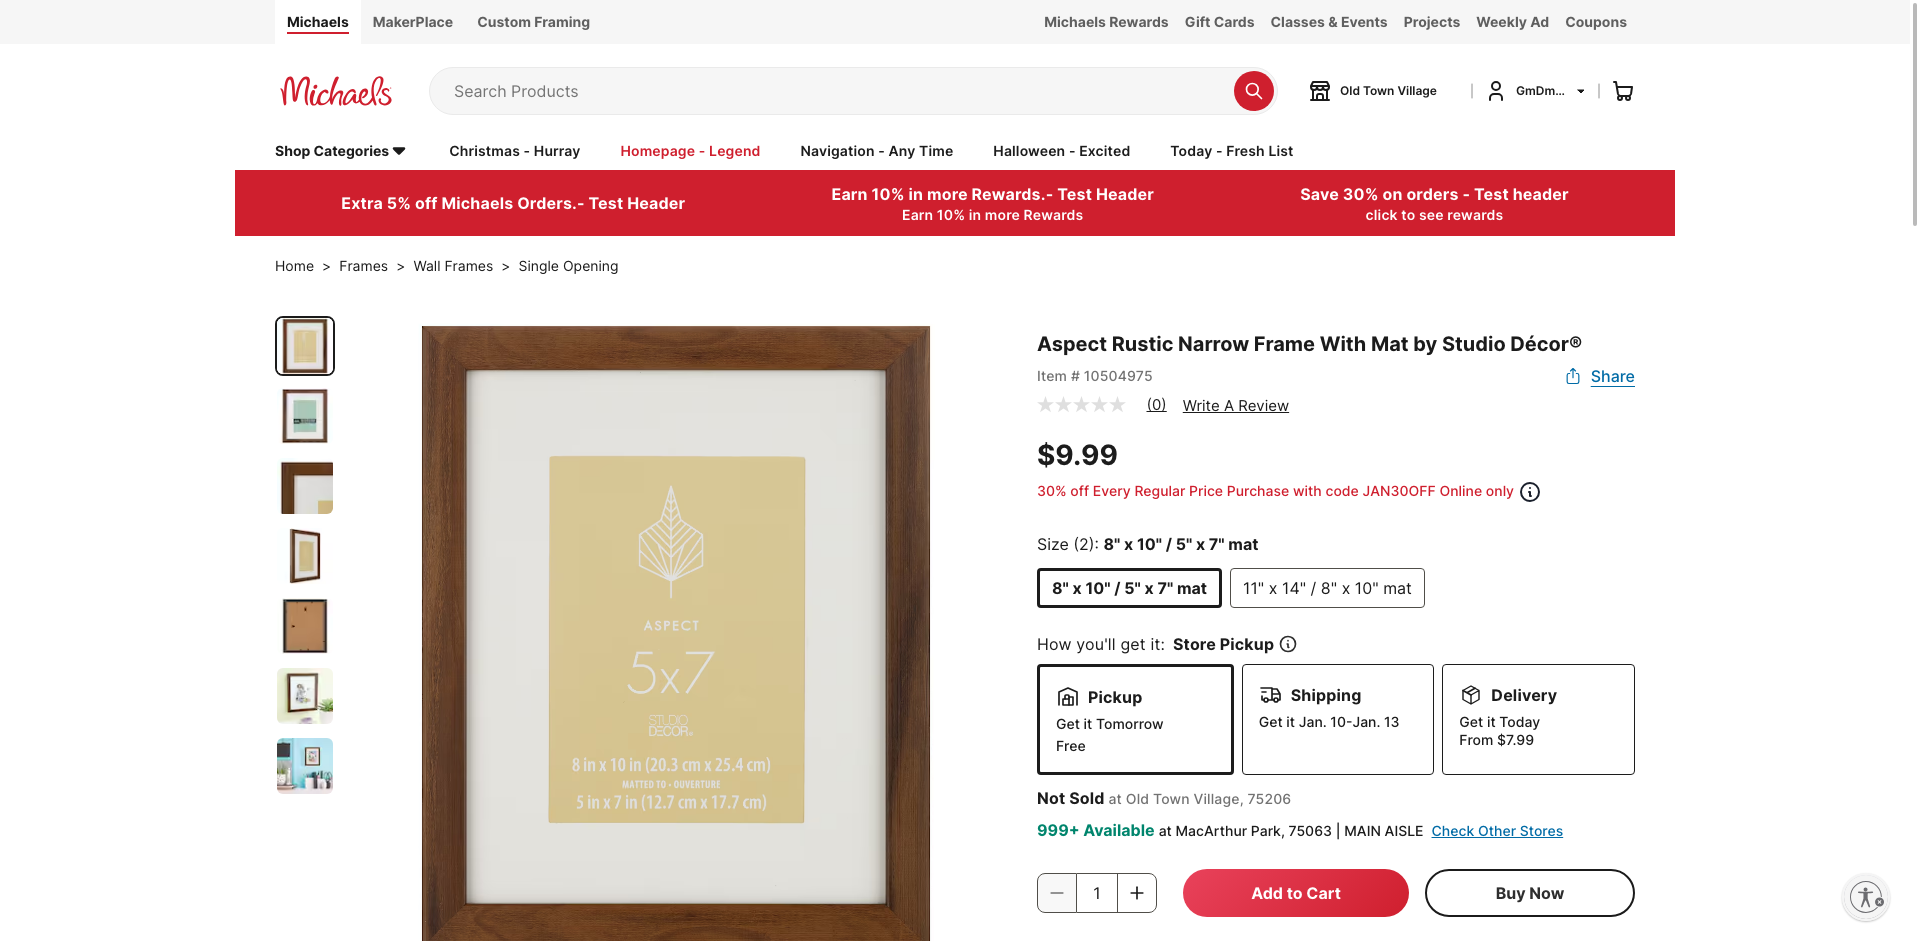 Michaels
MakerPlace
Custom Framing
Michaels Rewards
Gift Cards
Classes & Events
Projects
Weekly Ad
Coupons
Michaels
Search Products
Old Town Village
GmDm...
Shop Categories
Christmas - Hurray
Homepage - Legend
Navigation - Any Time
Halloween - Excited
Today - Fresh List
Extra 5% off Michaels Orders.- Test Header
Earn 10% in more Rewards.- Test Header
Earn 10% in more Rewards
Save 30% on orders - Test header
click to see rewards
Home > Frames > Wall Frames > Single Opening
ASPECT
5x7
STUDIO
DECOR®
8 in x 10 in (20.3 cm x 25.4 cm)
MATTED TO • OUVERTURE
5 in x 7 in (12.7 cm x 17.7 cm)
Aspect Rustic Narrow Frame With Mat by Studio Décor®
Item # 10504975
Share
(0)
Write A Review
$9.99
30% off Every Regular Price Purchase with code JAN30OFF Online only
Size (2): 8" x 10" / 5" x 7" mat
8" x 10" / 5" x 7" mat
11" x 14" / 8" x 10" mat
How you'll get it: Store Pickup
Pickup
Get it Tomorrow
Free
Shipping
Get it Jan. 10-Jan. 13
Delivery
Get it Today
From $7.99
Not Sold at Old Town Village, 75206
999+ Available at MacArthur Park, 75063 | MAIN AISLE Check Other Stores
1
Add to Cart
Buy Now